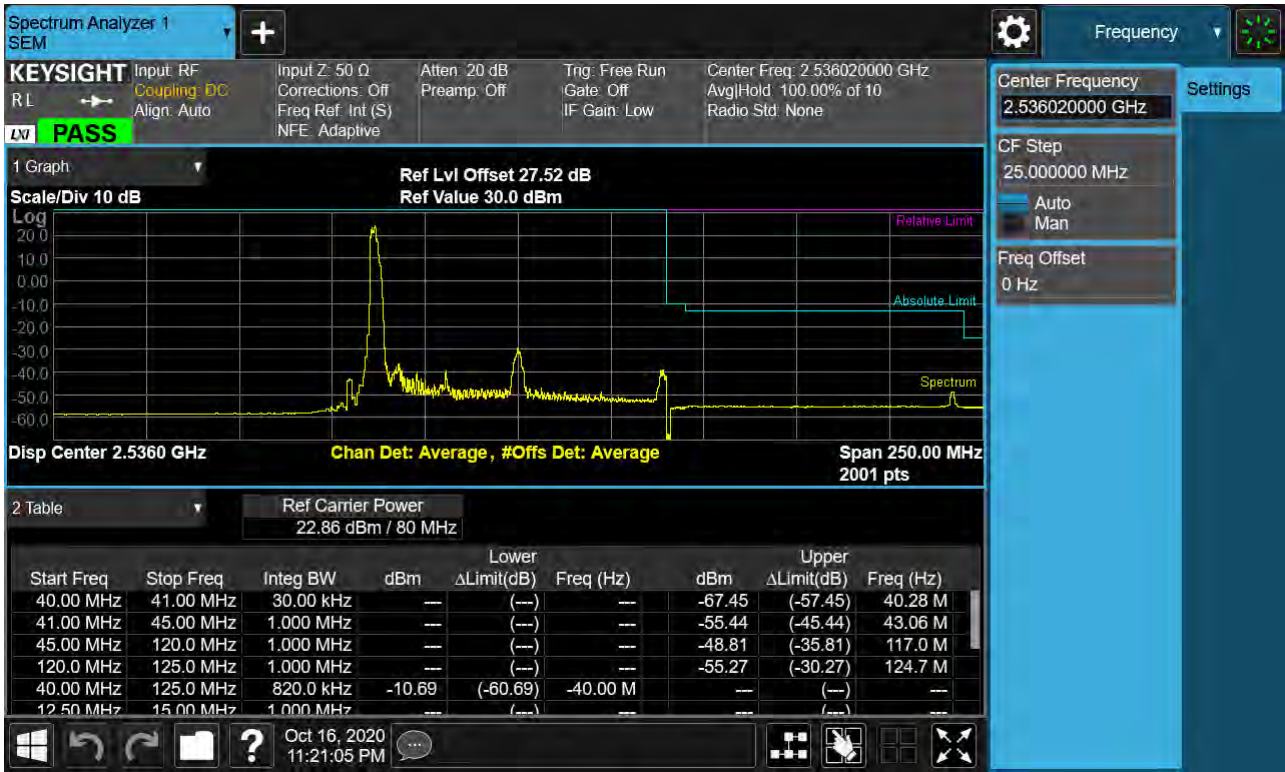 Spectrum Analyzer 1
SEM
Frequency
KEYSIGHT
R L
LXI PASS
Input: RF
Coupling: DC
Align: Auto
Input Z: 50 Ω
Corrections: Off
Freq Ref: Int (S)
NFE: Adaptive
Atten: 20 dB
Preamp: Off
Trig: Free Run
Gate: Off
IF Gain: Low
Center Freq: 2.536020000 GHz
Avg|Hold: 100.00% of 10
Radio Std: None
Center Frequency
2.536020000 GHz
Settings
CF Step
25.000000 MHz
Auto
Man
Freq Offset
0 Hz
1 Graph
Scale/Div 10 dB
Ref Lvl Offset 27.52 dB
Ref Value 30.0 dBm
Log
20.0
10.0
0.00
-10.0
-20.0
-30.0
-40.0
-50.0
-60.0
Relative Limit
Absolute Limit
Spectrum
Disp Center 2.5360 GHz
Chan Det: Average, #Offs Det: Average
Span 250.00 MHz
2001 pts
2 Table
Ref Carrier Power
22.86 dBm / 80 MHz
Lower Upper
Start Freq Stop Freq Integ BW dBm ΔLimit(dB) Freq (Hz) dBm ΔLimit(dB) Freq (Hz)
40.00 MHz 41.00 MHz 30.00 kHz --- (---) --- -67.45 (-57.45) 40.28 M
41.00 MHz 45.00 MHz 1.000 MHz --- (---) --- -55.44 (-45.44) 43.06 M
45.00 MHz 120.0 MHz 1.000 MHz --- (---) --- -48.81 (-35.81) 117.0 M
120.0 MHz 125.0 MHz 1.000 MHz --- (---) --- -55.27 (-30.27) 124.7 M
40.00 MHz 125.0 MHz 820.0 kHz -10.69 (-60.69) -40.00 M --- (---) ---
12.50 MHz 15.00 MHz 1.000 MHz --- (---) --- --- (---) ---
Oct 16, 2020
11:21:05 PM